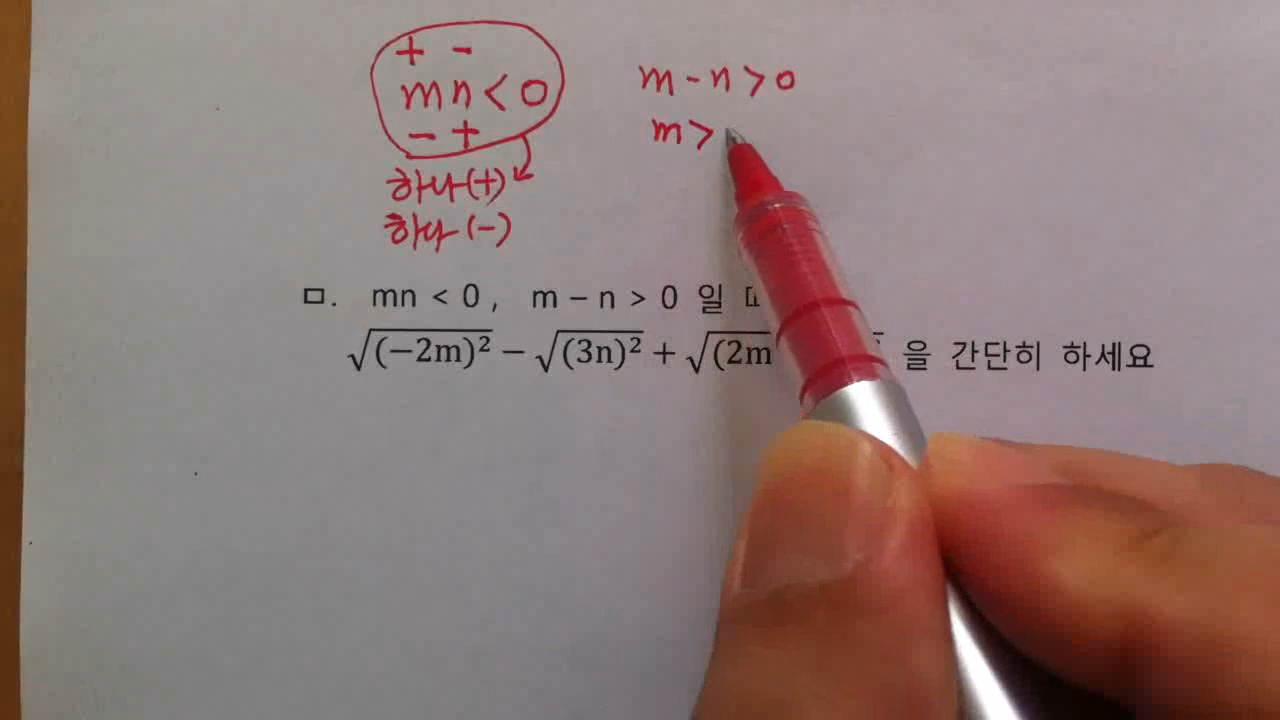 + -
mn < 0
- +
하나 (+)
하나 (-)
m - n > 0
m >
ㅁ. mn < 0 , m − n > 0 일
√(−2m)² − √(3n)² + √(2m 을 간단히 하세요